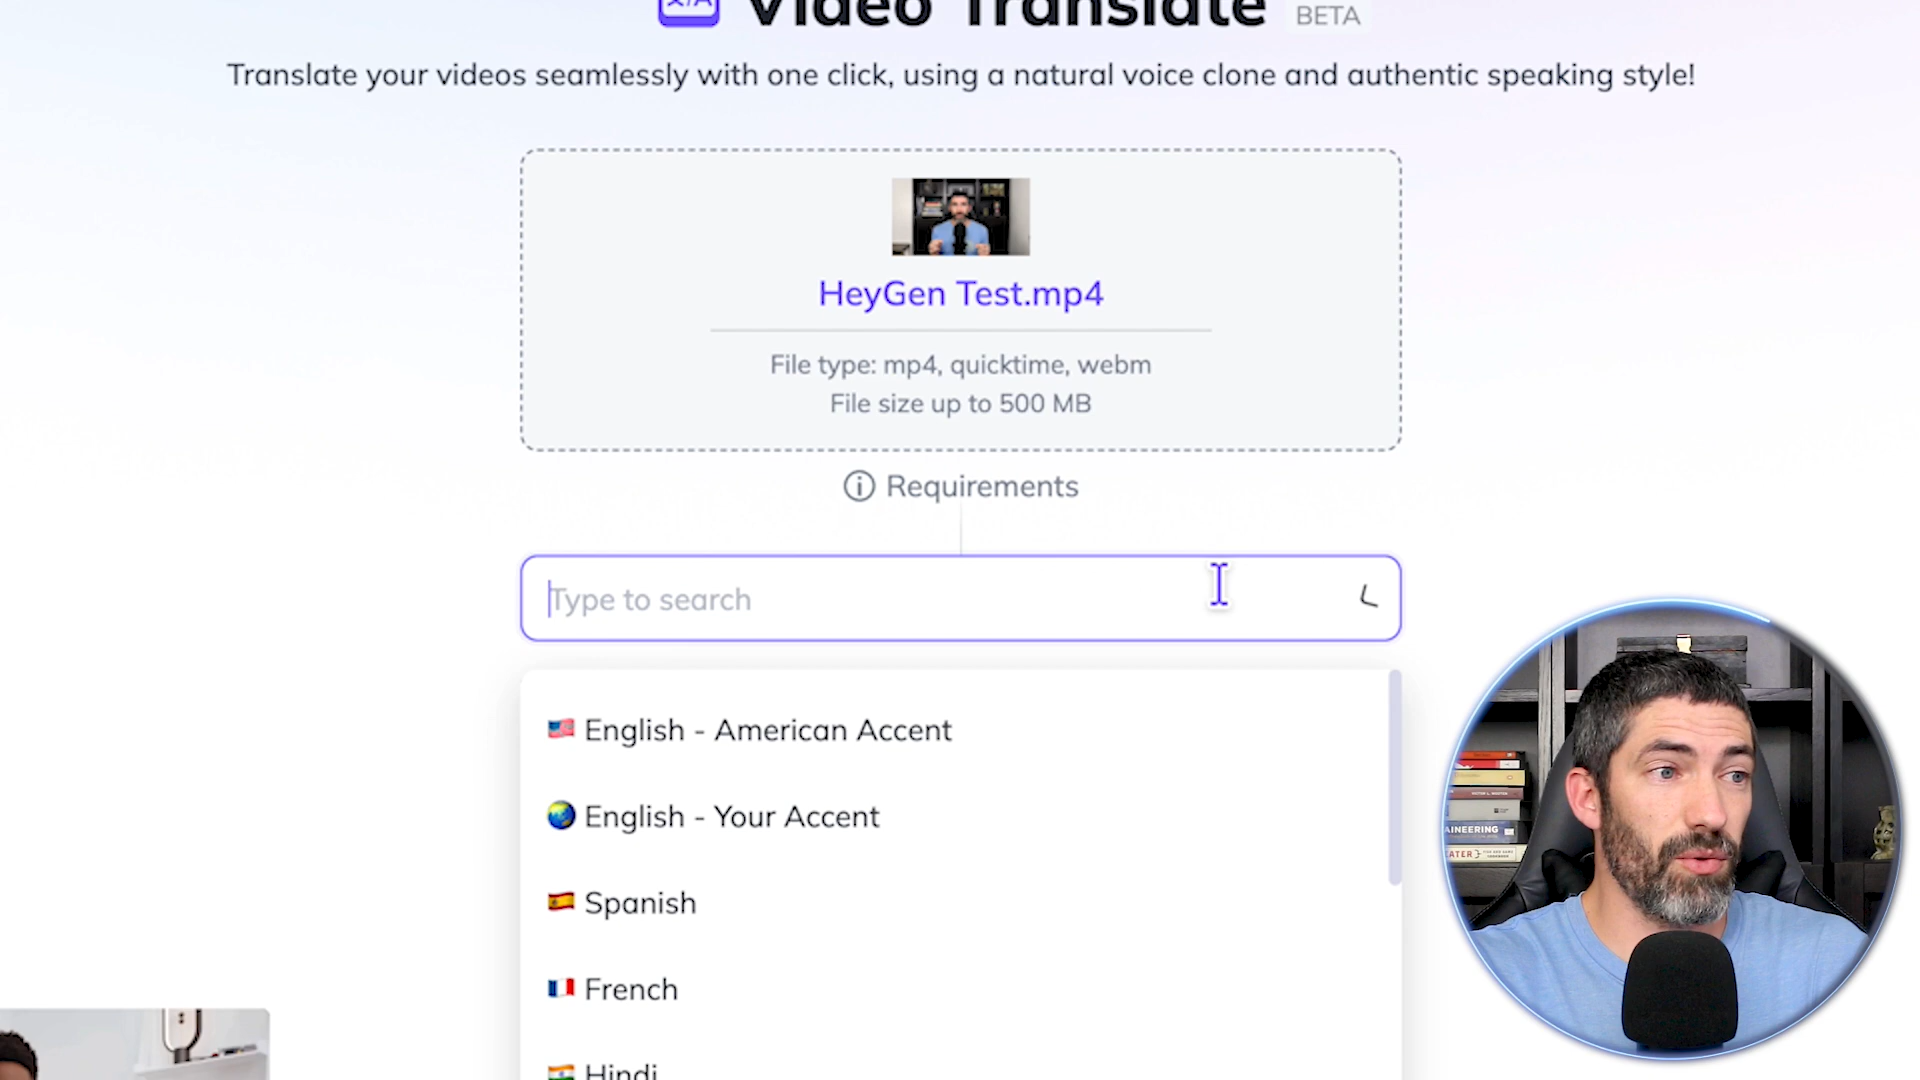 Video Translate BETA
Translate your videos seamlessly with one click, using a natural voice clone and authentic speaking style!
HeyGen Test.mp4
File type: mp4, quicktime, webm
File size up to 500 MB
Requirements
Type to search
English - American Accent
English - Your Accent
Spanish
French
Hindi
AINEERING
EATER